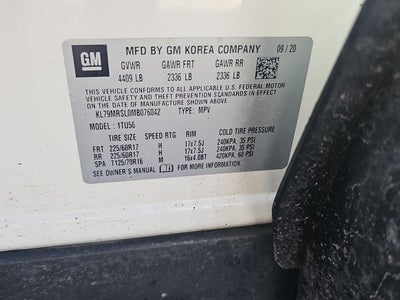 GM
MFD BY GM KOREA COMPANY 09/20
GVWR GAWR FRT GAWR RR
4409 LB 2336 LB 2336 LB
THIS VEHICLE CONFORMS TO ALL APPLICABLE U.S. FEDERAL MOTOR
VEHICLE SAFETY AND THEFT PREVENTION STANDARDS IN EFFECT
ON THE DATE OF MANUFACTURE SHOWN ABOVE.
KL79MRSL0MB076042 TYPE: MPV
MODEL: 1TU56
TIRE SIZE SPEED RTG RIM COLD TIRE PRESSURE
FRT 225/60R17 H 17x7.5J 240KPA, 35 PSI
RR 225/60R17 H 17x7.5J 240KPA, 35 PSI
SPA T125/70R16 M 16x4.0BT 420KPA, 60 PSI
SEE OWNER'S MANUAL